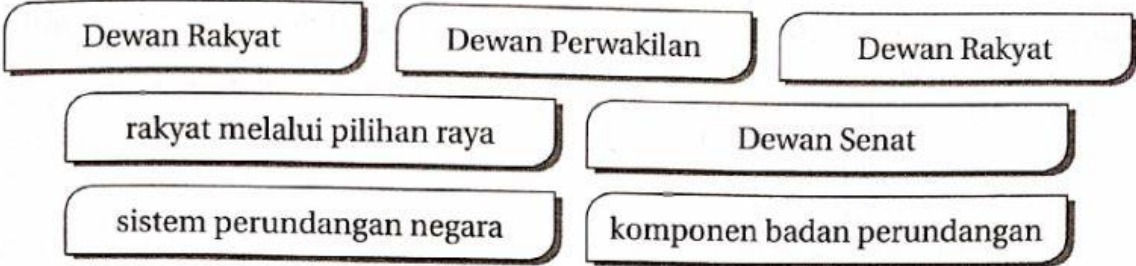 Dewan Rakyat
Dewan Perwakilan
Dewan Rakyat
rakyat melalui pilihan raya
Dewan Senat
sistem perundangan negara
komponen badan perundangan